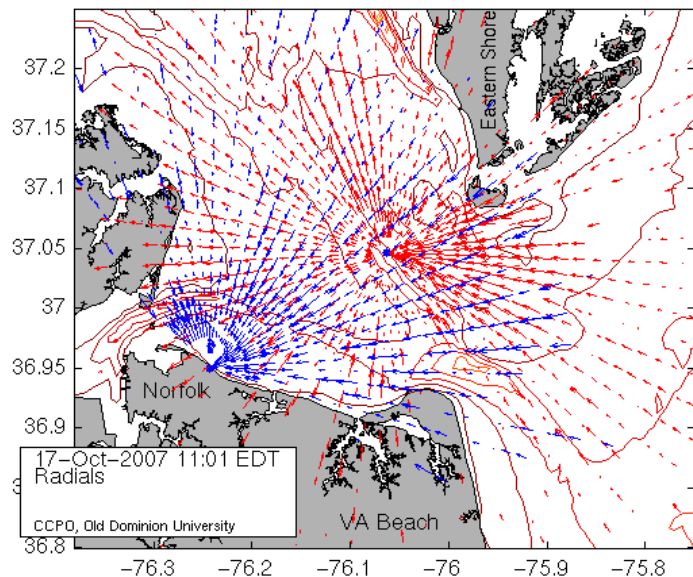 37.2
37.15
37.1
37.05
37
36.95
36.9
36.8
Eastern Shore
Norfolk
VA Beach
17-Oct-2007 11:01 EDT
Radials
CCPO, Old Dominion University
-76.3
-76.2
-76.1
-76
-75.9
-75.8